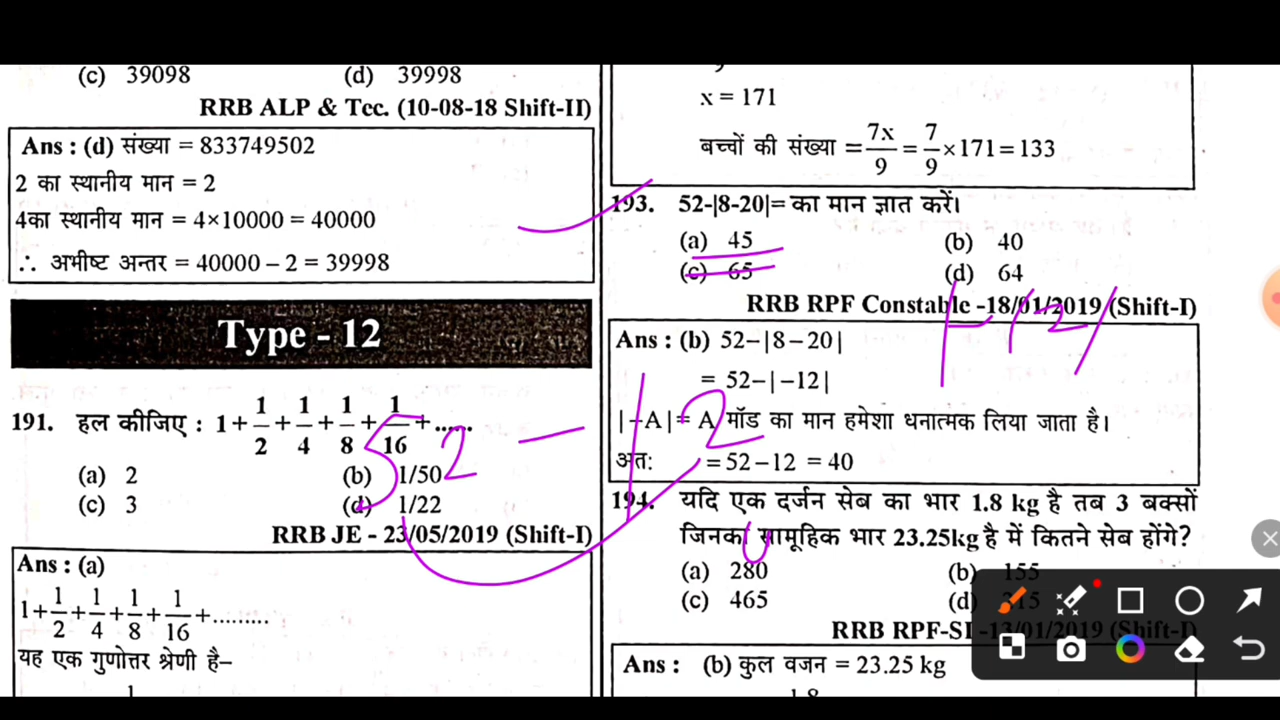 (c) 39098 (d) 39998
RRB ALP & Tec. (10-08-18 Shift-II)
Ans : (d) संख्या = 833749502
2 का स्थानीय मान = 2
4का स्थानीय मान = 4×10000 = 40000
∴ अभीष्ट अन्तर = 40000 – 2 = 39998
Type - 12
191. हल कीजिए : 1+1/2+1/4+1/8+1/16+......
(a) 2 (b) 1/50
(c) 3 (d) 1/22
RRB JE - 23/05/2019 (Shift-I)
Ans : (a)
1+1/2+1/4+1/8+1/16+.........
यह एक गुणोत्तर श्रेणी है–
x = 171
बच्चों की संख्या = 7x/9 = 7/9 ×171 = 133
193. 52-|8-20|= का मान ज्ञात करें।
(a) 45 (b) 40
(c) 65 (d) 64
RRB RPF Constable -18/01/2019 (Shift-I)
Ans : (b) 52–|8–20|
= 52–|–12|
|–A|= A मॉड का मान हमेशा धनात्मक लिया जाता है।
अत: = 52–12 = 40
194. यदि एक दर्जन सेब का भार 1.8 kg है तब 3 बक्सों
जिनका सामूहिक भार 23.25kg है में कितने सेब होंगे?
(a) 280 (b) 155
(c) 465 (d) 315
RRB RPF-SI -13/01/2019 (Shift-I)
Ans : (b) कुल वजन = 23.25 kg
52 –